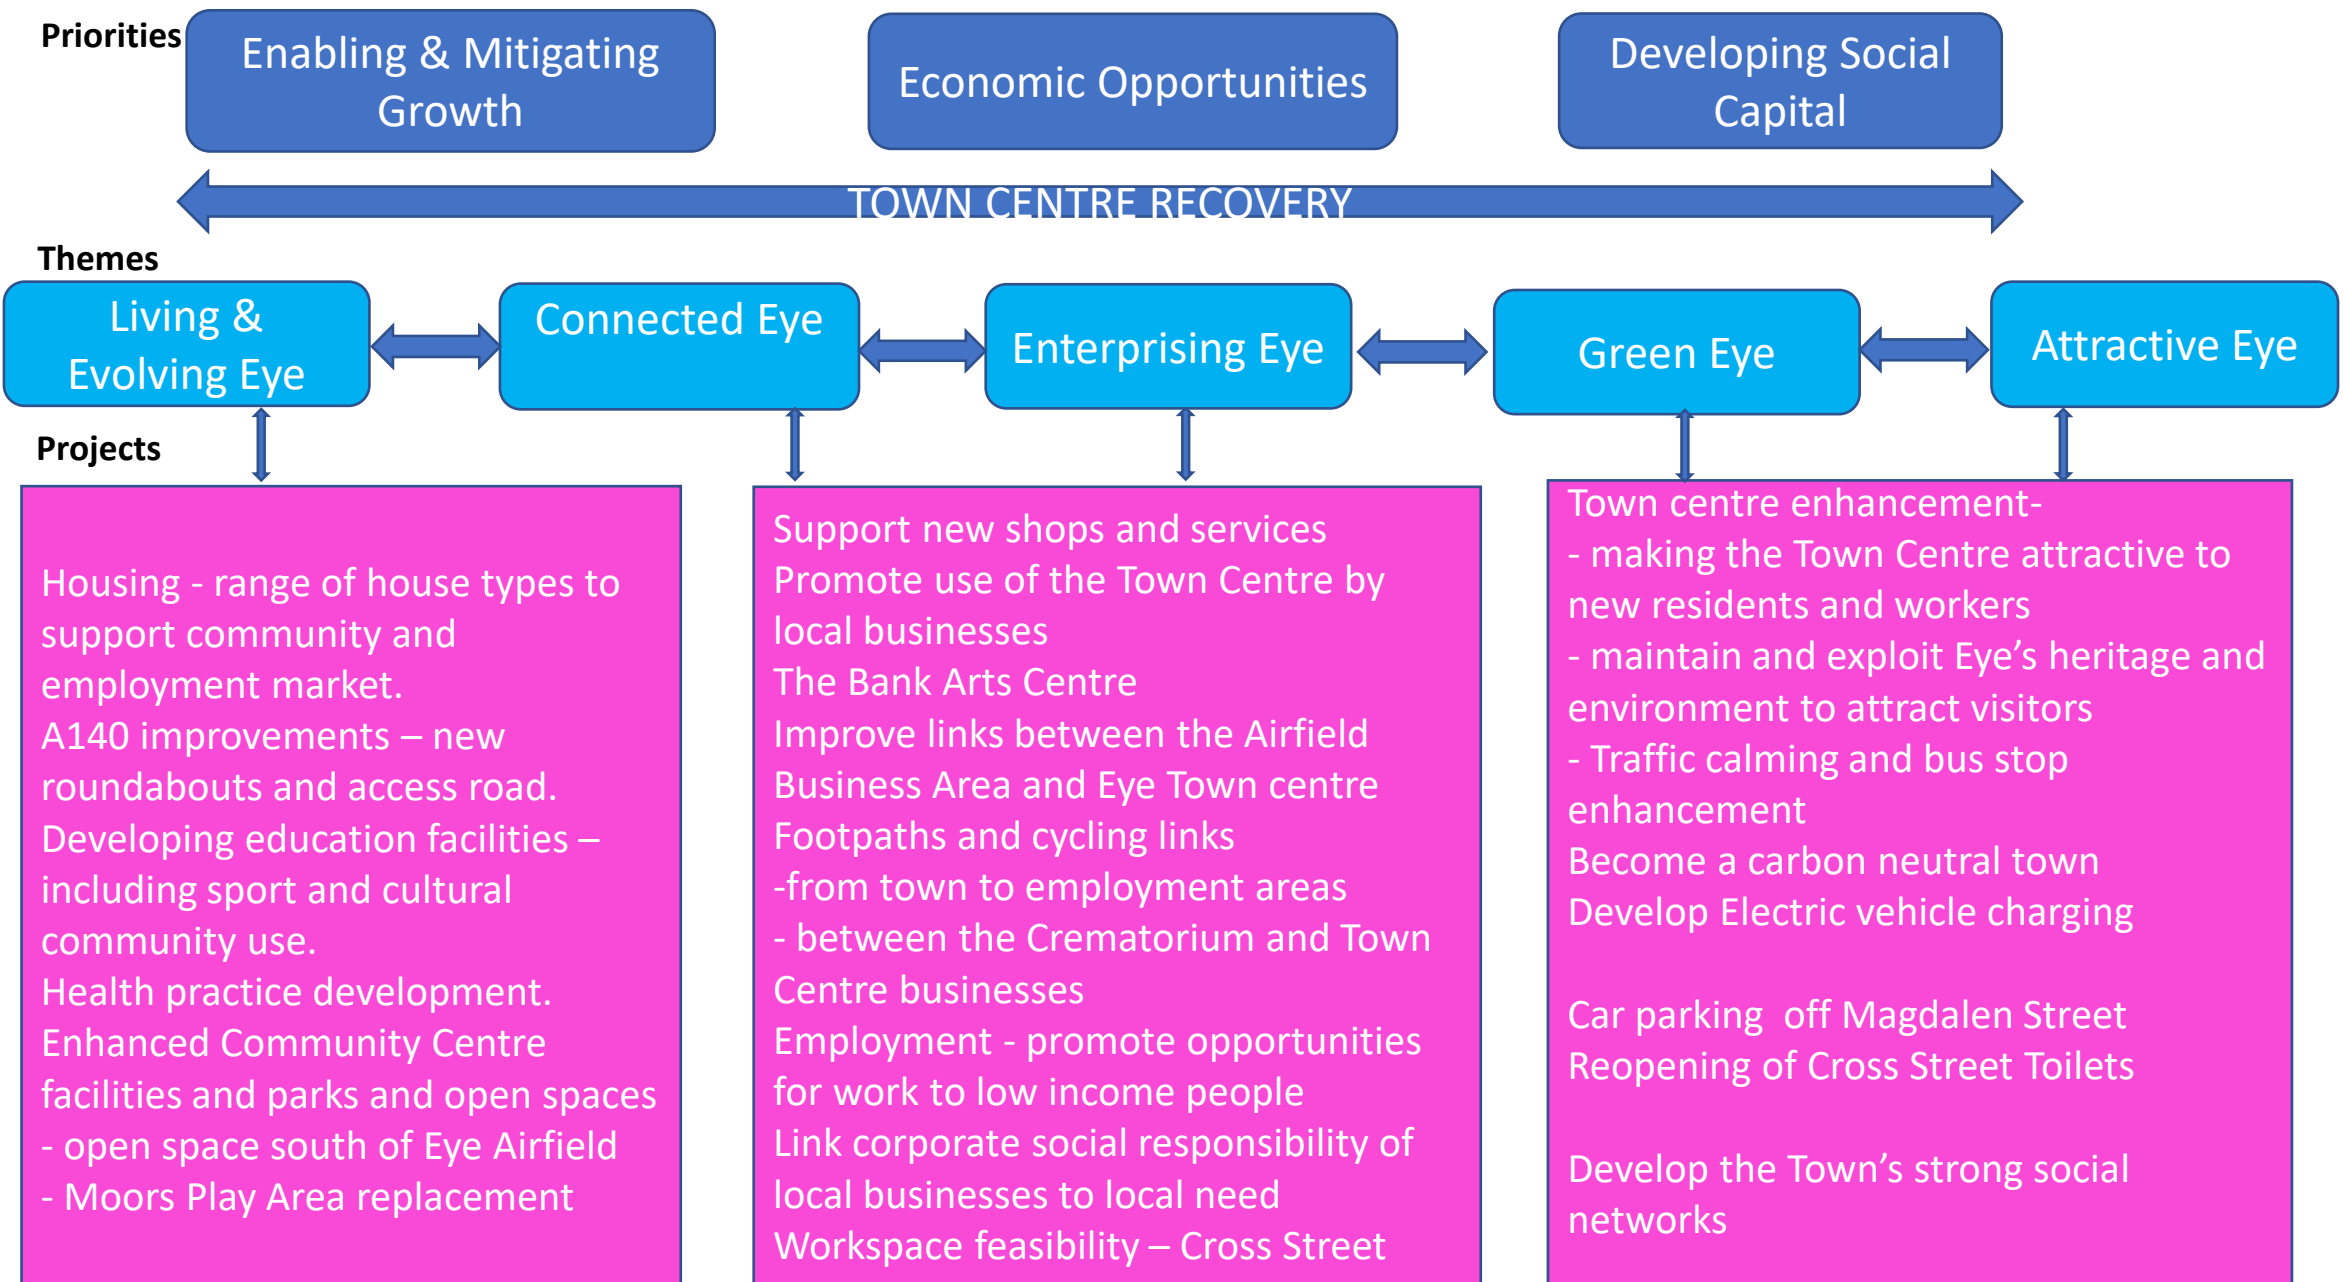 Priorities
Enabling & Mitigating
Growth
Economic Opportunities
Developing Social
Capital
TOWN CENTRE RECOVERY
Themes
Living &
Evolving Eye
Connected Eye
Enterprising Eye
Green Eye
Attractive Eye
Projects
Housing - range of house types to
support community and
employment market.
A140 improvements – new
roundabouts and access road.
Developing education facilities –
including sport and cultural
community use.
Health practice development.
Enhanced Community Centre
facilities and parks and open spaces
- open space south of Eye Airfield
- Moors Play Area replacement
Support new shops and services
Promote use of the Town Centre by
local businesses
The Bank Arts Centre
Improve links between the Airfield
Business Area and Eye Town centre
Footpaths and cycling links
-from town to employment areas
- between the Crematorium and Town
Centre businesses
Employment - promote opportunities
for work to low income people
Link corporate social responsibility of
local businesses to local need
Workspace feasibility – Cross Street
Town centre enhancement-
- making the Town Centre attractive to
new residents and workers
- maintain and exploit Eye’s heritage and
environment to attract visitors
- Traffic calming and bus stop
enhancement
Become a carbon neutral town
Develop Electric vehicle charging
Car parking  off Magdalen Street
Reopening of Cross Street Toilets
Develop the Town’s strong social
networks